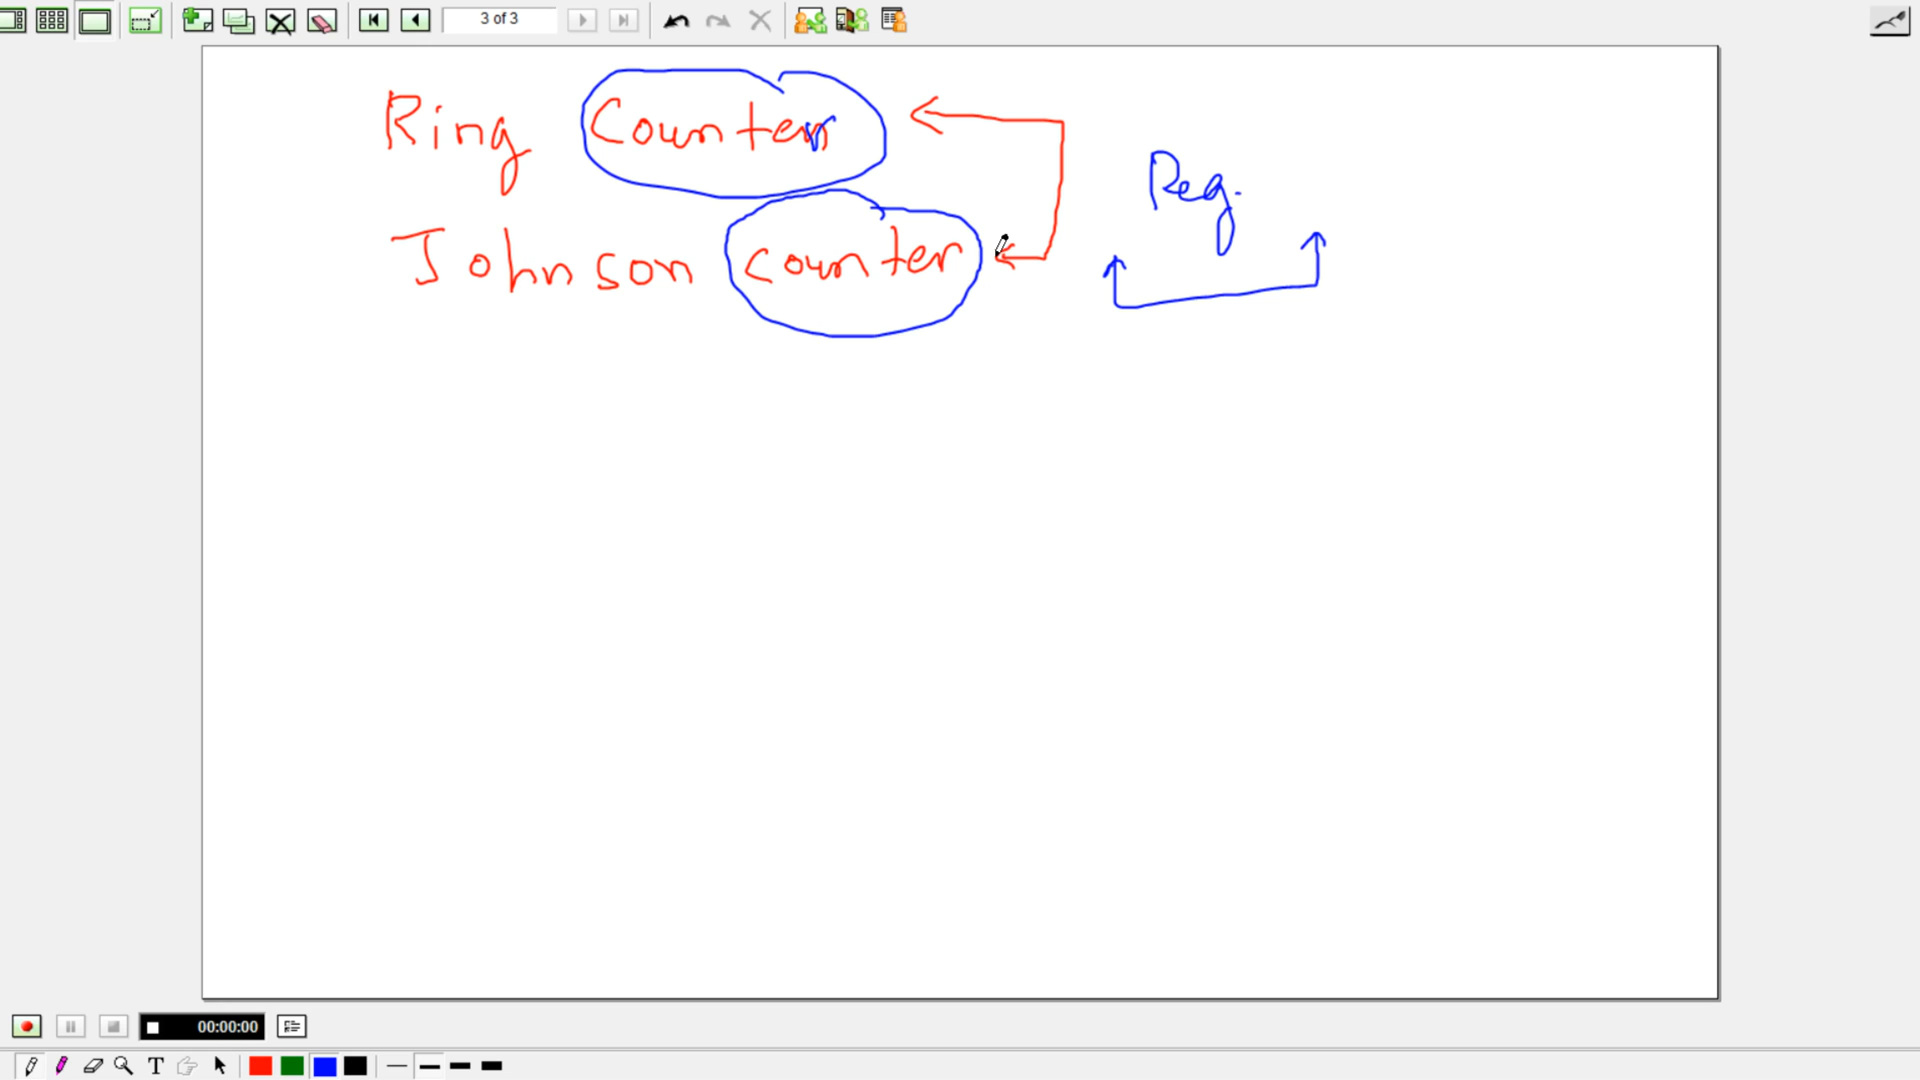 3 of 3
Ring Counter
Reg.
Johnson Counter
00:00:00
T